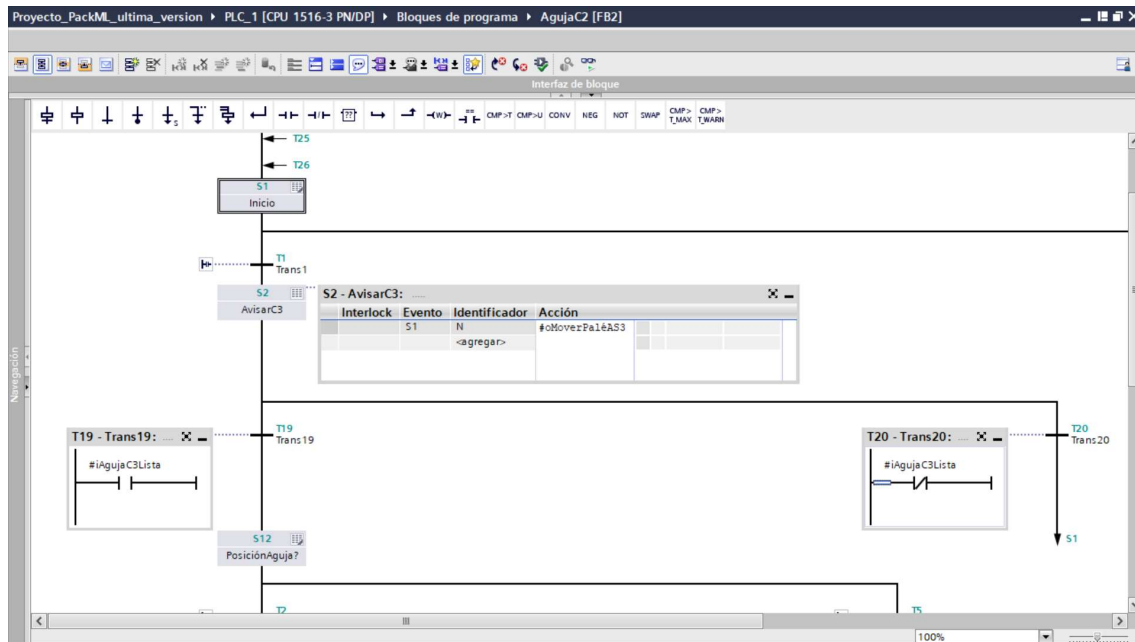 Proyecto_PackML_ultima_version ▸ PLC_1 [CPU 1516-3 PN/DP] ▸ Bloques de programa ▸ AgujaC2 [FB2]
Interfaz de bloque
CMP>T CMP>U CONV NEG NOT SWAP CMP> T_MAX CMP> T_WARN
T25
T26
S1
Inicio
T1
Trans1
S2
AvisarC3
S2 - AvisarC3:
Interlock Evento Identificador Acción
S1 N #oMoverPaléAS3
<agregar>
Navegación
T19 - Trans19:
#iAgujaC3Lista
T19
Trans19
T20 - Trans20:
#iAgujaC3Lista
T20
Trans20
S12
PosiciónAguja?
S1
T2
T5
100%